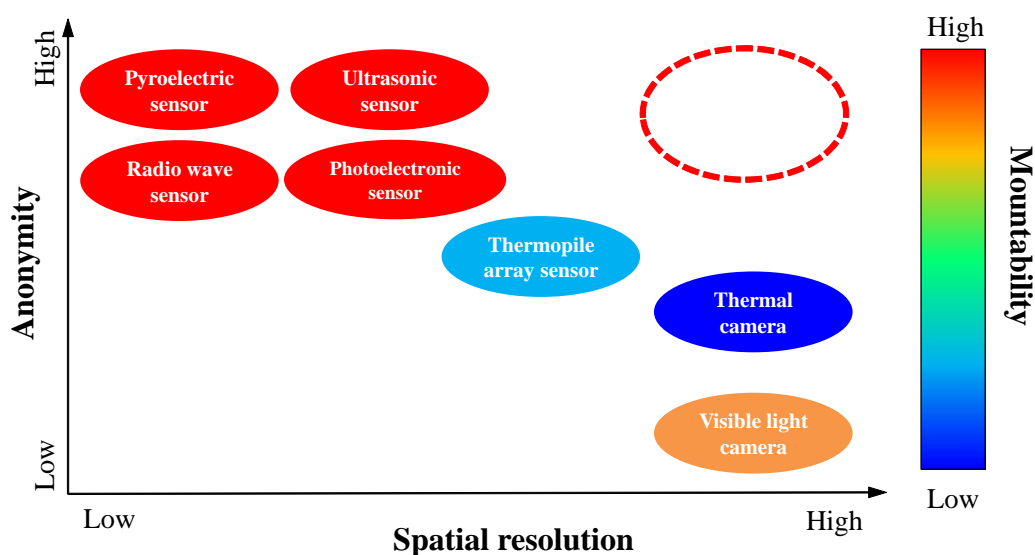 High
Pyroelectric
sensor
Ultrasonic
sensor
Radio wave
sensor
Photoelectronic
sensor
Thermopile
array sensor
Thermal
camera
Visible light
camera
Anonymity
Low
Low
High
Spatial resolution
High
Mountability
Low